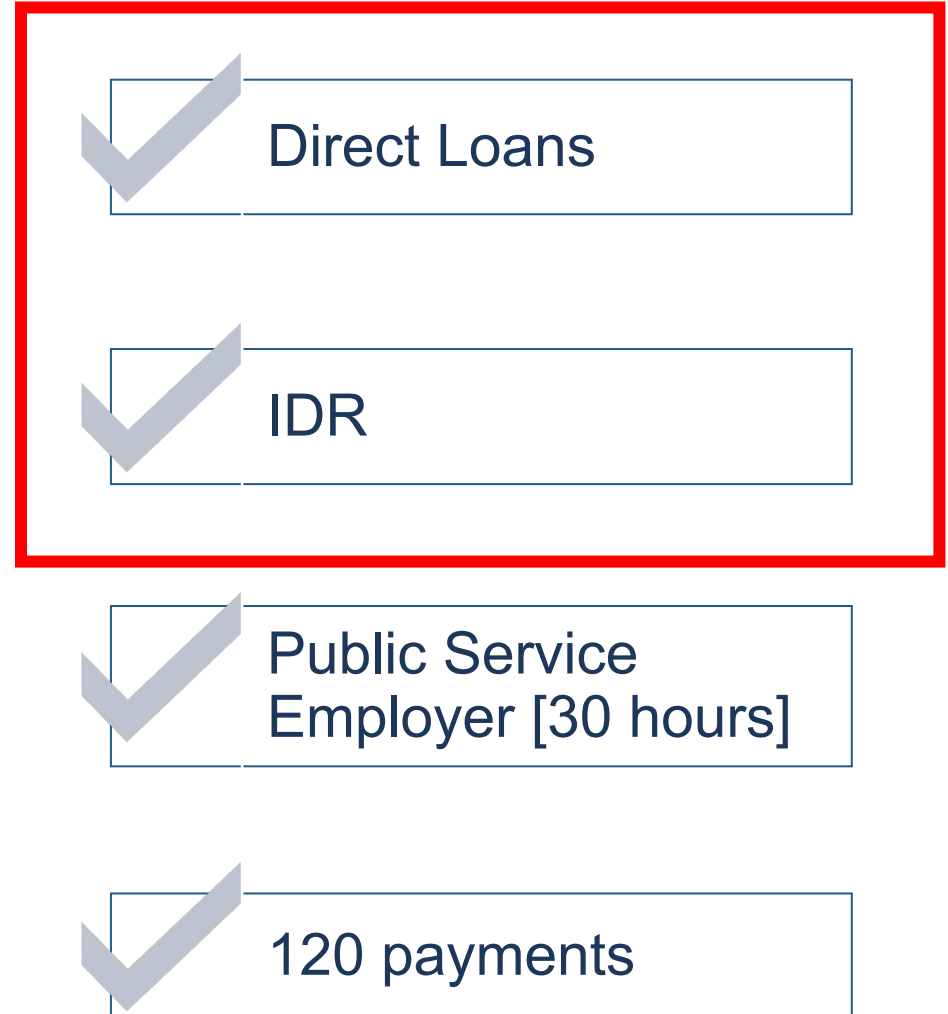 Direct Loans
IDR
Public Service
Employer [30 hours]
120 payments